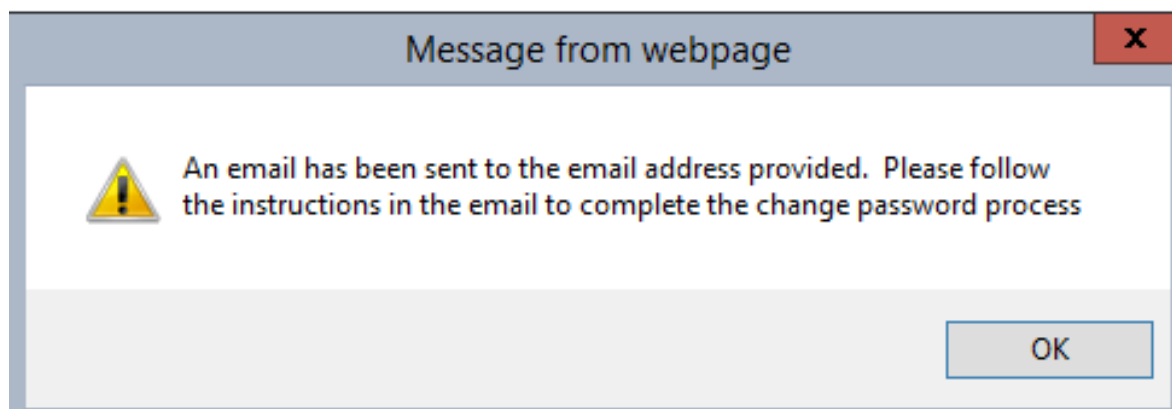 Message from webpage
x
An email has been sent to the email address provided.  Please follow
the instructions in the email to complete the change password process
OK